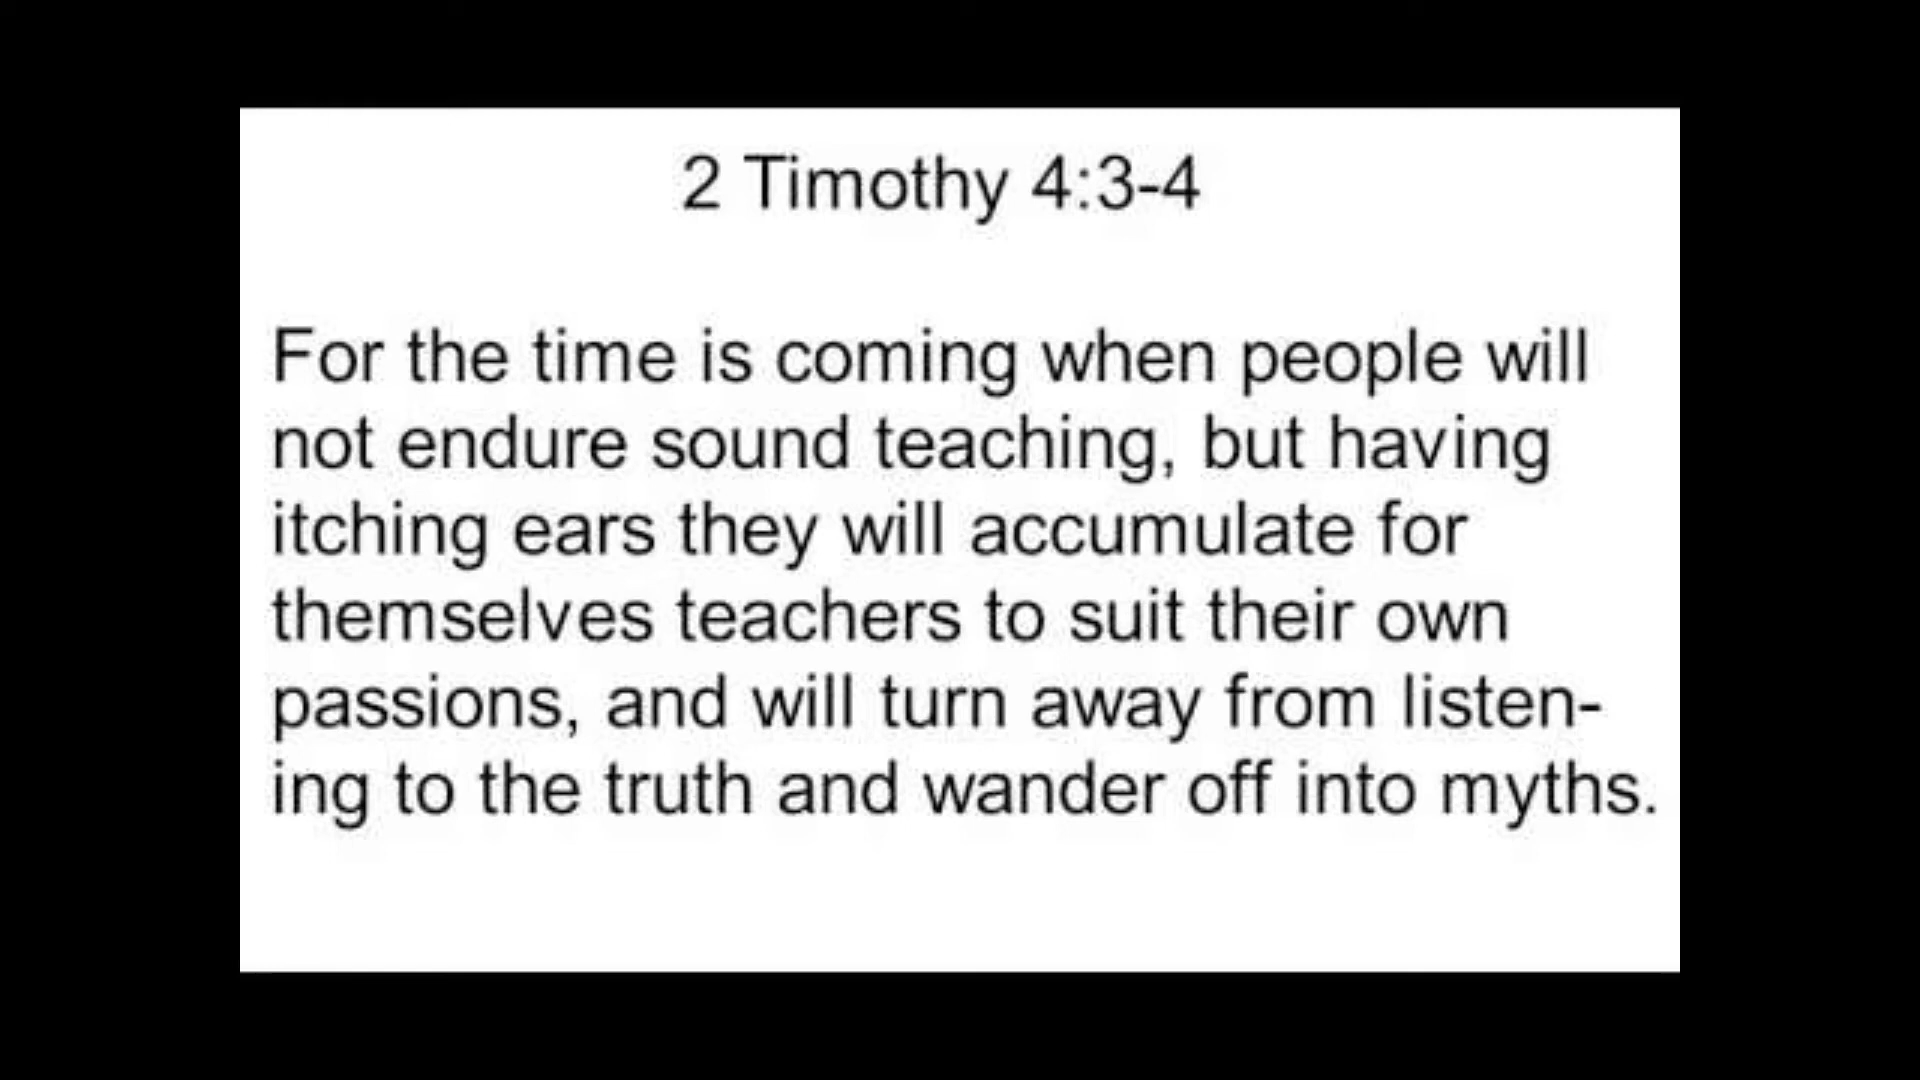 2 Timothy 4:3-4
For the time is coming when people will
not endure sound teaching, but having
itching ears they will accumulate for
themselves teachers to suit their own
passions, and will turn away from listen-
ing to the truth and wander off into myths.